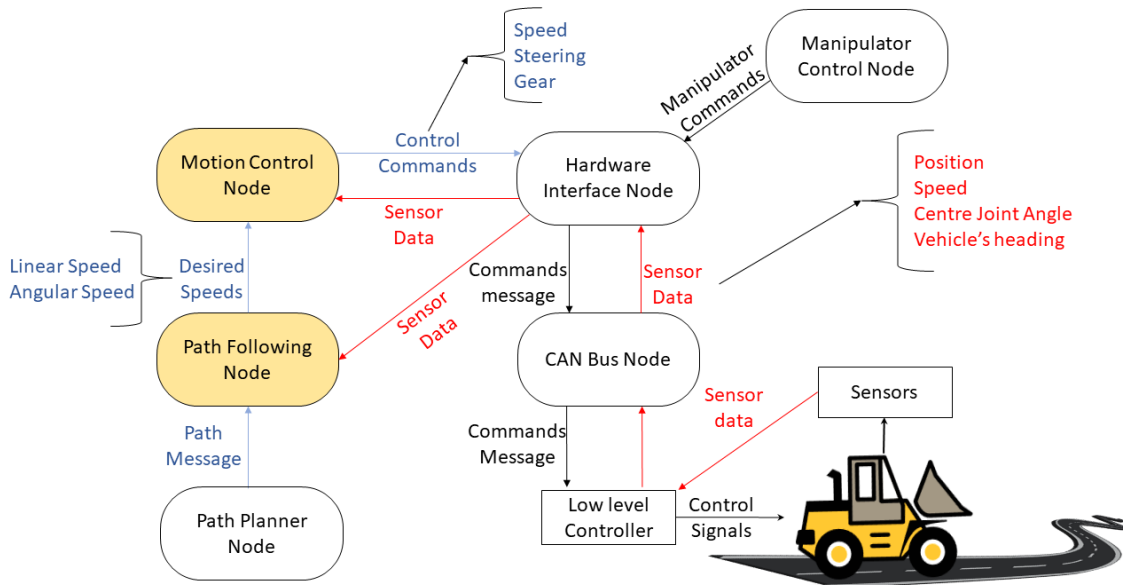 Speed
Steering
Gear
Manipulator
Control Node
Manipulator
Commands
Motion Control
Node
Control
Commands
Hardware
Interface Node
Sensor
Data
Position
Speed
Centre Joint Angle
Vehicle's heading
Linear Speed
Angular Speed
Desired
Speeds
Sensor
Data
Commands
message
Sensor
Data
Path Following
Node
CAN Bus Node
Sensor
data
Sensors
Path
Message
Commands
Message
Path Planner
Node
Low level
Controller
Control
Signals